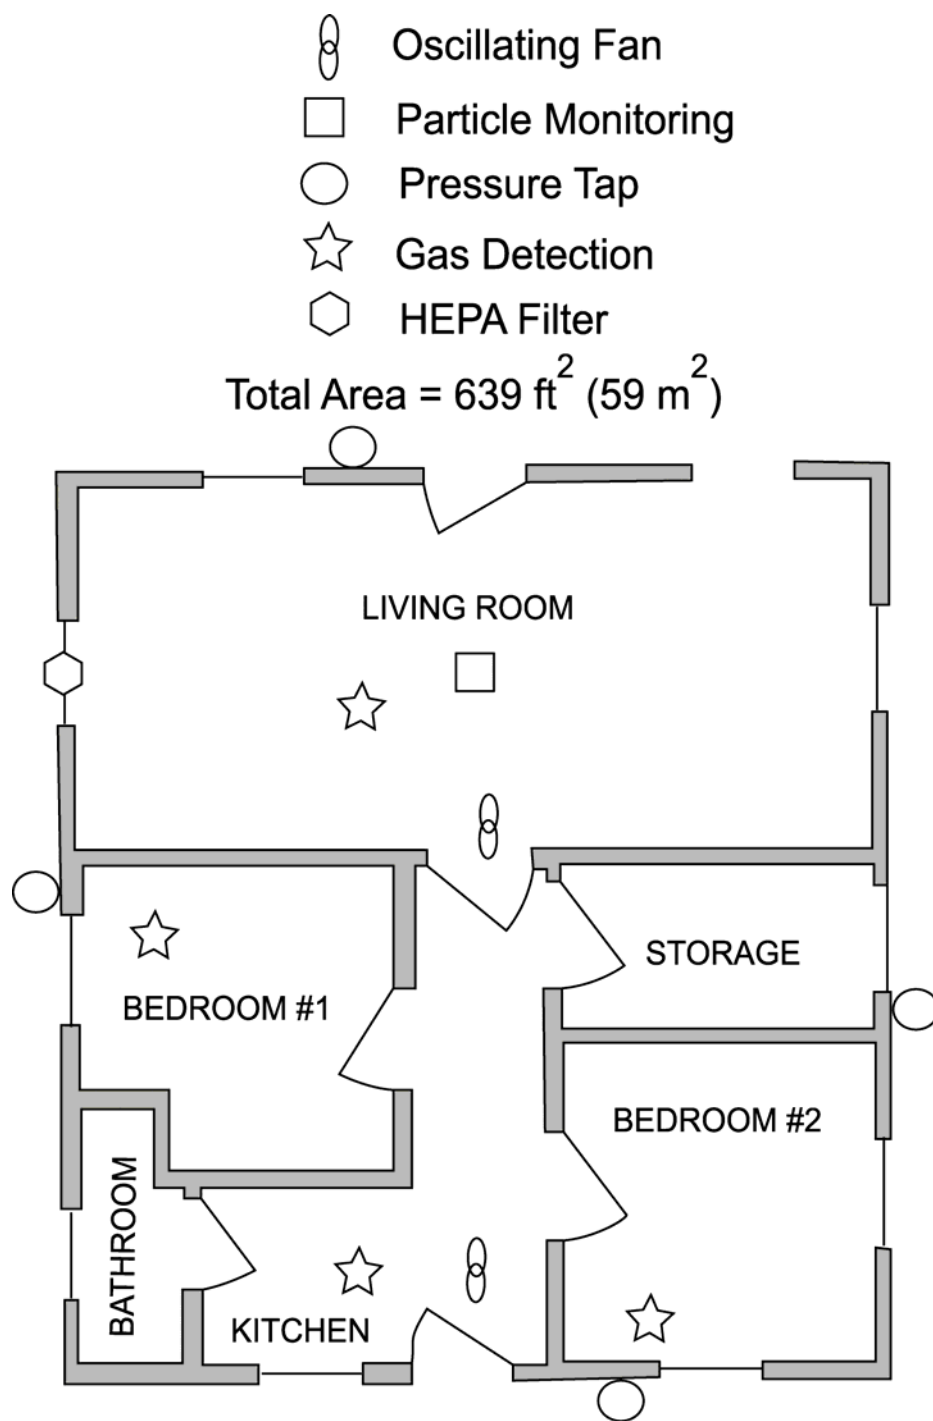 Oscillating Fan
Particle Monitoring
Pressure Tap
Gas Detection
HEPA Filter
Total Area = 639 ft² (59 m²)
LIVING ROOM
STORAGE
BEDROOM #1
BEDROOM #2
BATHROOM
KITCHEN